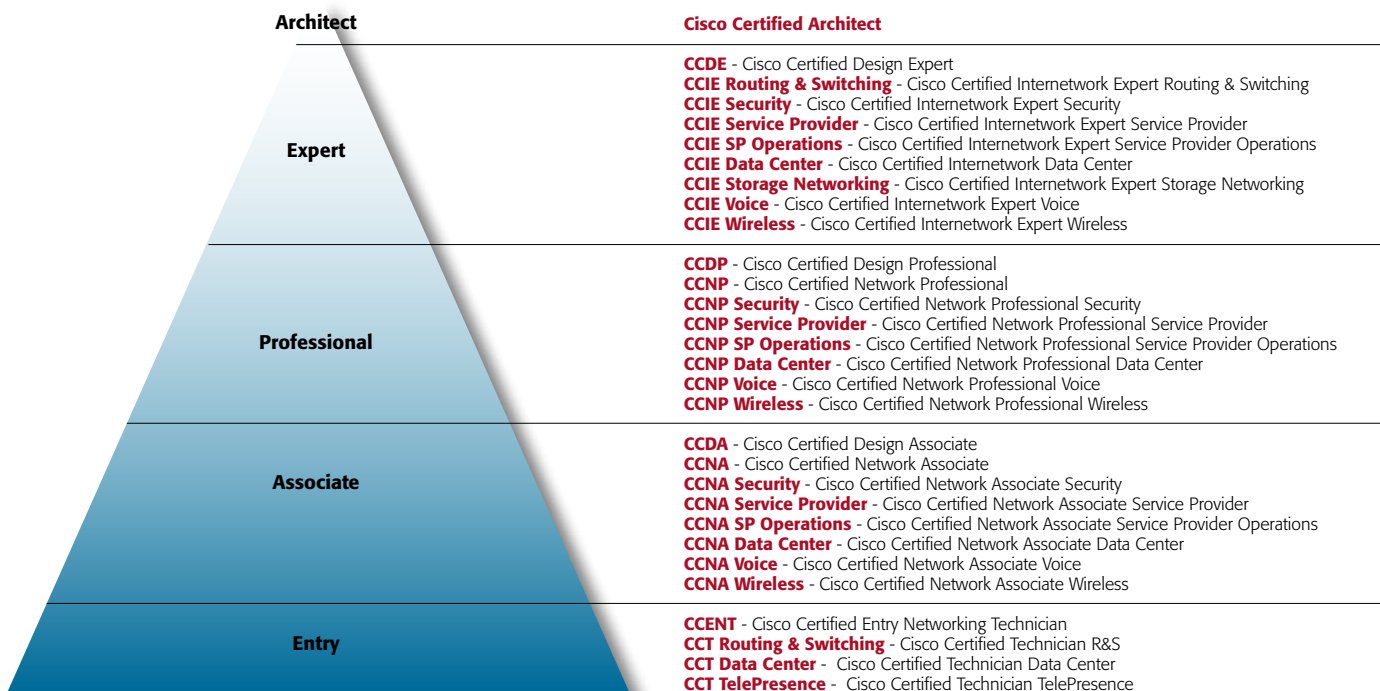 Architect
Cisco Certified Architect
Expert
CCDE - Cisco Certified Design Expert
CCIE Routing & Switching - Cisco Certified Internetwork Expert Routing & Switching
CCIE Security - Cisco Certified Internetwork Expert Security
CCIE Service Provider - Cisco Certified Internetwork Expert Service Provider
CCIE SP Operations - Cisco Certified Internetwork Expert Service Provider Operations
CCIE Data Center - Cisco Certified Internetwork Data Center
CCIE Storage Networking - Cisco Certified Internetwork Expert Storage Networking
CCIE Voice - Cisco Certified Internetwork Expert Voice
CCIE Wireless - Cisco Certified Internetwork Expert Wireless
Professional
CCDP - Cisco Certified Design Professional
CCNP - Cisco Certified Network Professional
CCNP Security - Cisco Certified Network Professional Security
CCNP Service Provider - Cisco Certified Network Professional Service Provider
CCNP SP Operations - Cisco Certified Network Professional Service Provider Operations
CCNP Data Center - Cisco Certified Network Professional Data Center
CCNP Voice - Cisco Certified Network Professional Voice
CCNP Wireless - Cisco Certified Network Professional Wireless
Associate
CCDA - Cisco Certified Design Associate
CCNA - Cisco Certified Network Associate
CCNA Security - Cisco Certified Network Associate Security
CCNA Service Provider - Cisco Certified Network Associate Service Provider
CCNA SP Operations - Cisco Certified Network Associate Service Provider Operations
CCNA Data Center - Cisco Certified Network Associate Data Center
CCNA Voice - Cisco Certified Network Associate Voice
CCNA Wireless - Cisco Certified Network Associate Wireless
Entry
CCENT - Cisco Certified Entry Networking Technician
CCT Routing & Switching - Cisco Certified Technician R&S
CCT Data Center - Cisco Certified Technician Data Center
CCT TelePresence - Cisco Certified Technician TelePresence